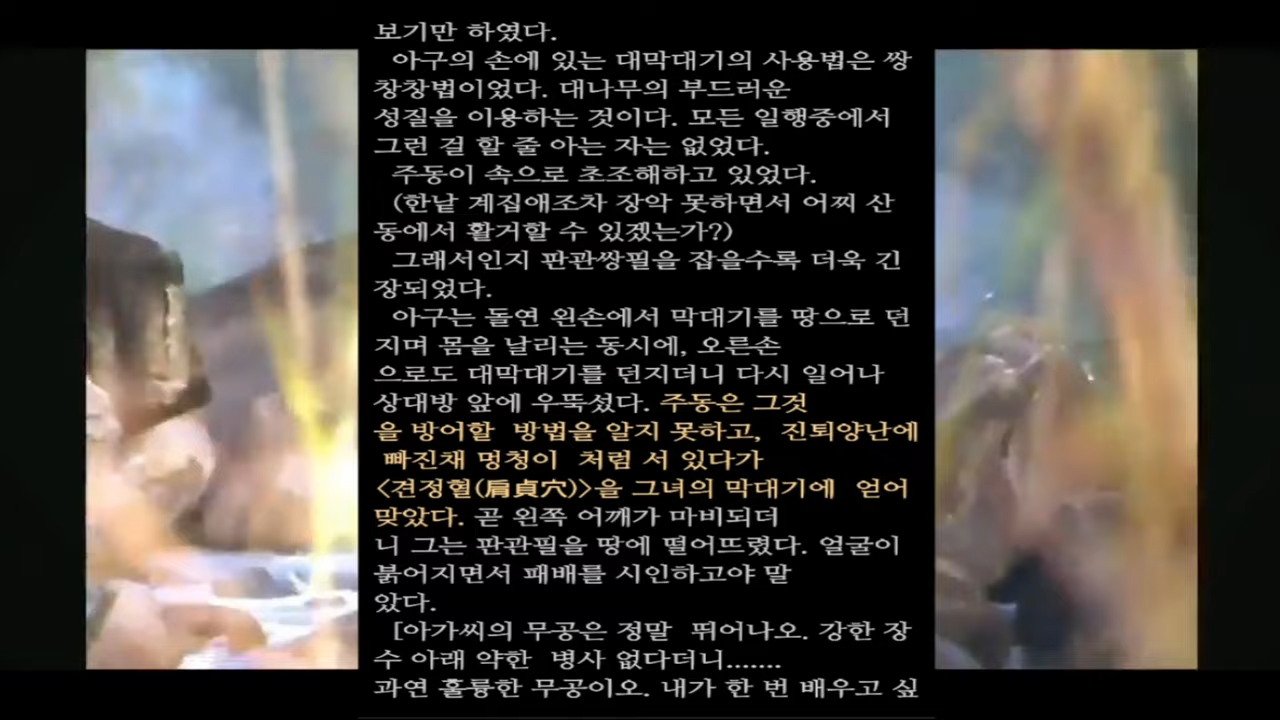 보기만 하였다.
아구의 손에 있는 대막대기의 사용법은 쌍
창창법이었다. 대나무의 부드러운
성질을 이용하는 것이다. 모든 일행중에서
그런 걸 할 줄 아는 자는 없었다.
주동이 속으로 초조해하고 있었다.
(한낱 계집애조차 장악 못하면서 어찌 산
동에서 활거할 수 있겠는가?)
그래서인지 판관쌍필을 잡을수록 더욱 긴
장되었다.
아구는 돌연 왼손에서 막대기를 땅으로 던
지며 몸을 날리는 동시에, 오른손
으로도 대막대기를 던지더니 다시 일어나
상대방 앞에 우뚝섰다. 주동은 그것
을 방어할 방법을 알지 못하고, 진퇴양난에
빠진채 멍청이 처럼 서 있다가
<견정혈(肩貞穴)>을 그녀의 막대기에 얻어
맞았다. 곧 왼쪽 어깨가 마비되더
니 그는 판관필을 땅에 떨어뜨렸다. 얼굴이
붉어지면서 패배를 시인하고야 말
았다.
[아가씨의 무공은 정말 뛰어나오. 강한 장
수 아래 약한 병사 없다더니.......
과연 훌륭한 무공이오. 내가 한 번 배우고 싶